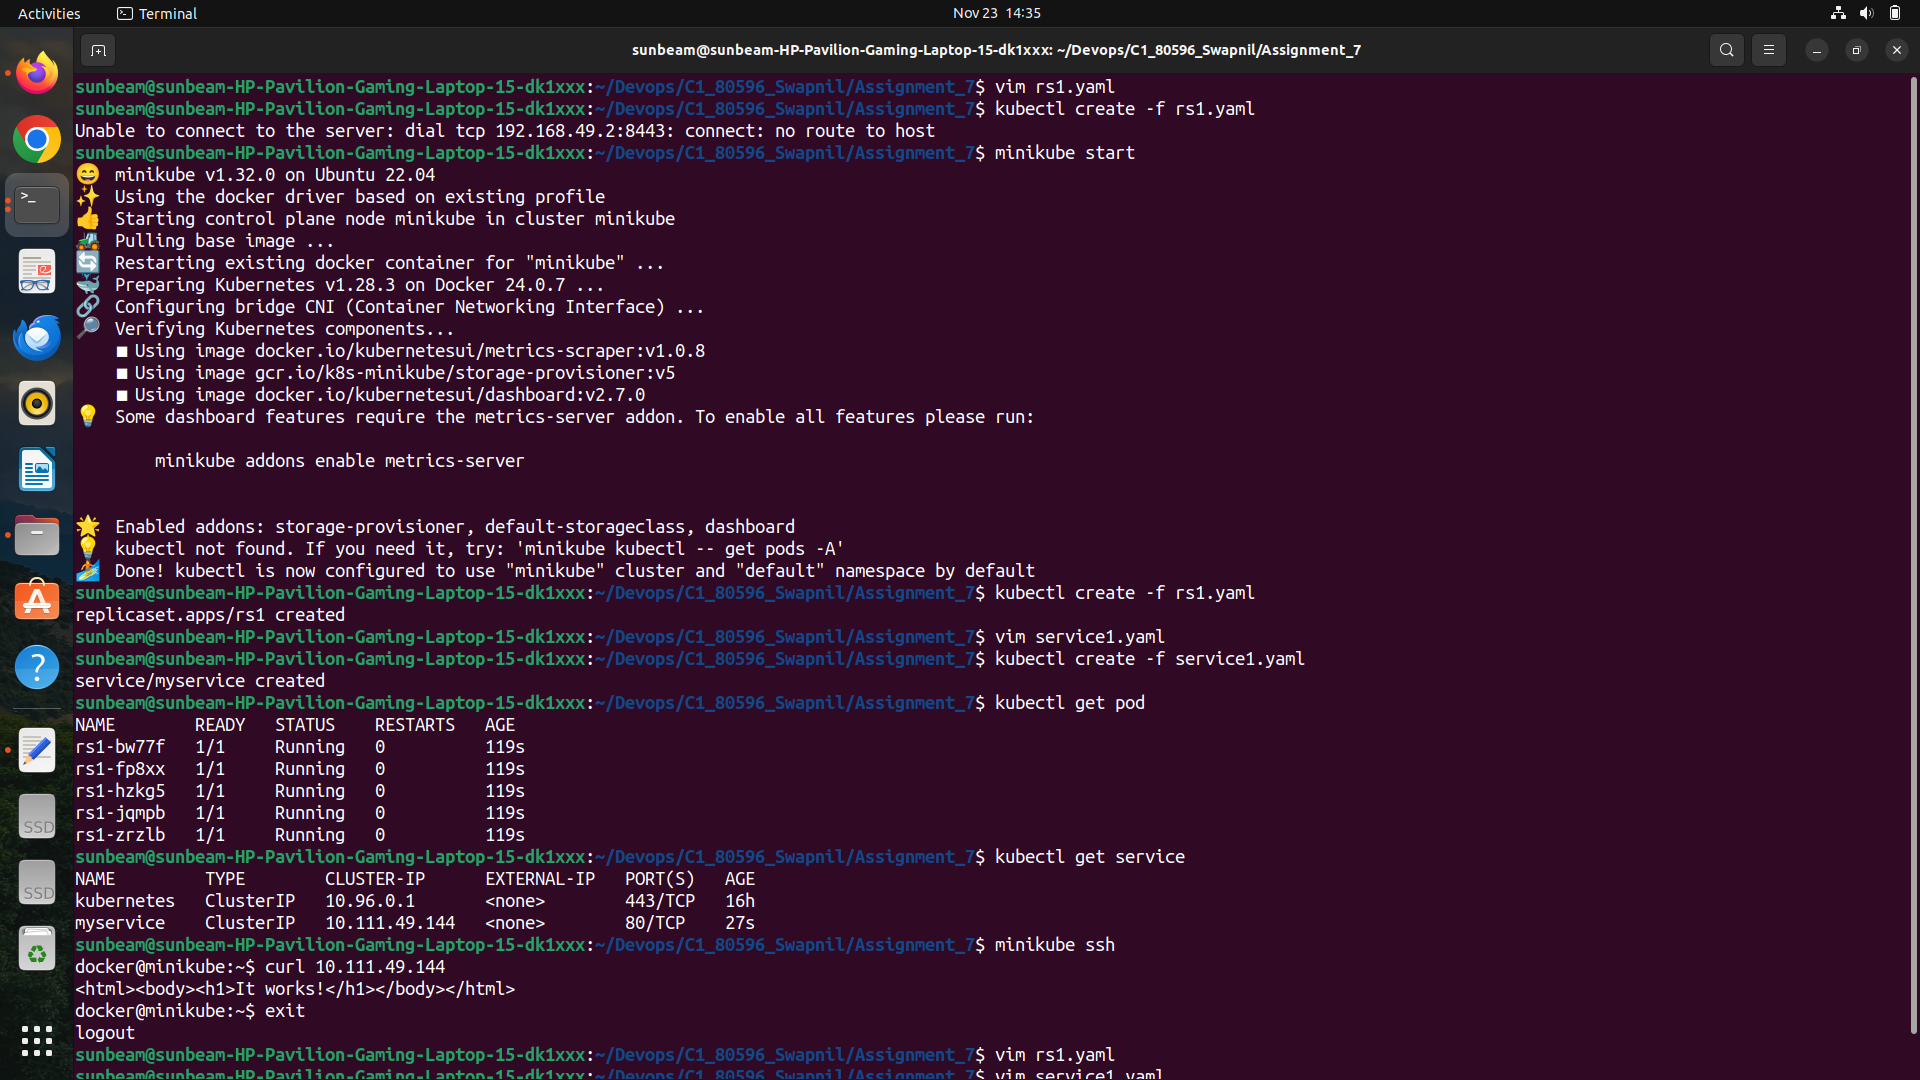 Activities Terminal Nov 23 14:35
sunbeam@sunbeam-HP-Pavilion-Gaming-Laptop-15-dk1xxx: ~/Devops/C1_80596_Swapnil/Assignment_7
sunbeam@sunbeam-HP-Pavilion-Gaming-Laptop-15-dk1xxx:~/Devops/C1_80596_Swapnil/Assignment_7$ vim rs1.yaml
sunbeam@sunbeam-HP-Pavilion-Gaming-Laptop-15-dk1xxx:~/Devops/C1_80596_Swapnil/Assignment_7$ kubectl create -f rs1.yaml
Unable to connect to the server: dial tcp 192.168.49.2:8443: connect: no route to host
sunbeam@sunbeam-HP-Pavilion-Gaming-Laptop-15-dk1xxx:~/Devops/C1_80596_Swapnil/Assignment_7$ minikube start
😄 minikube v1.32.0 on Ubuntu 22.04
✨ Using the docker driver based on existing profile
👍 Starting control plane node minikube in cluster minikube
🚜 Pulling base image ...
🔄 Restarting existing docker container for "minikube" ...
🐳 Preparing Kubernetes v1.28.3 on Docker 24.0.7 ...
🔗 Configuring bridge CNI (Container Networking Interface) ...
🔎 Verifying Kubernetes components...
■ Using image docker.io/kubernetesui/metrics-scraper:v1.0.8
■ Using image gcr.io/k8s-minikube/storage-provisioner:v5
■ Using image docker.io/kubernetesui/dashboard:v2.7.0
💡 Some dashboard features require the metrics-server addon. To enable all features please run:
minikube addons enable metrics-server
🌟 Enabled addons: storage-provisioner, default-storageclass, dashboard
💡 kubectl not found. If you need it, try: 'minikube kubectl -- get pods -A'
🏄 Done! kubectl is now configured to use "minikube" cluster and "default" namespace by default
sunbeam@sunbeam-HP-Pavilion-Gaming-Laptop-15-dk1xxx:~/Devops/C1_80596_Swapnil/Assignment_7$ kubectl create -f rs1.yaml
replicaset.apps/rs1 created
sunbeam@sunbeam-HP-Pavilion-Gaming-Laptop-15-dk1xxx:~/Devops/C1_80596_Swapnil/Assignment_7$ vim service1.yaml
sunbeam@sunbeam-HP-Pavilion-Gaming-Laptop-15-dk1xxx:~/Devops/C1_80596_Swapnil/Assignment_7$ kubectl create -f service1.yaml
service/myservice created
sunbeam@sunbeam-HP-Pavilion-Gaming-Laptop-15-dk1xxx:~/Devops/C1_80596_Swapnil/Assignment_7$ kubectl get pod
NAME READY STATUS RESTARTS AGE
rs1-bw77f 1/1 Running 0 119s
rs1-fp8xx 1/1 Running 0 119s
rs1-hzkg5 1/1 Running 0 119s
rs1-jqmpb 1/1 Running 0 119s
rs1-zrzlb 1/1 Running 0 119s
sunbeam@sunbeam-HP-Pavilion-Gaming-Laptop-15-dk1xxx:~/Devops/C1_80596_Swapnil/Assignment_7$ kubectl get service
NAME TYPE CLUSTER-IP EXTERNAL-IP PORT(S) AGE
kubernetes ClusterIP 10.96.0.1 <none> 443/TCP 16h
myservice ClusterIP 10.111.49.144 <none> 80/TCP 27s
sunbeam@sunbeam-HP-Pavilion-Gaming-Laptop-15-dk1xxx:~/Devops/C1_80596_Swapnil/Assignment_7$ minikube ssh
docker@minikube:~$ curl 10.111.49.144
<html><body><h1>It works!</h1></body></html>
docker@minikube:~$ exit
logout
sunbeam@sunbeam-HP-Pavilion-Gaming-Laptop-15-dk1xxx:~/Devops/C1_80596_Swapnil/Assignment_7$ vim rs1.yaml
sunbeam@sunbeam-HP-Pavilion-Gaming-Laptop-15-dk1xxx:~/Devops/C1_80596_Swapnil/Assignment_7$ vim service1.yaml
SSD
SSD